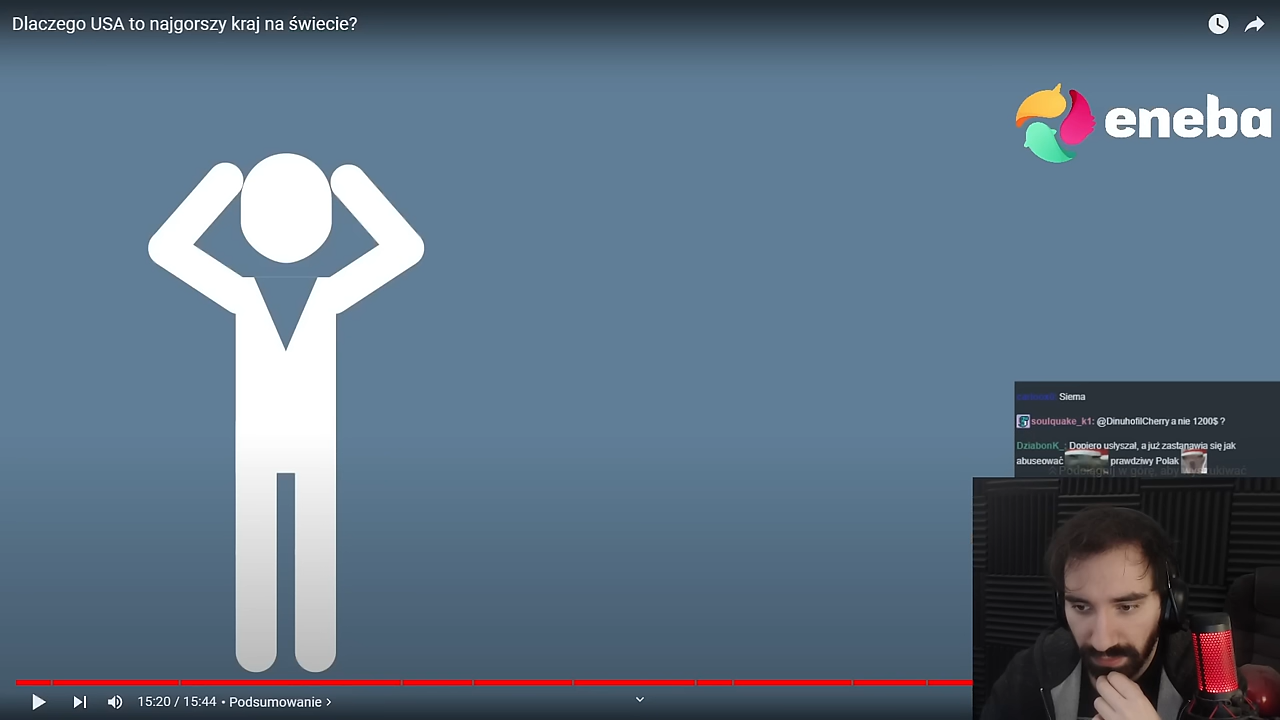 Dlaczego USA to najgorszy kraj na świecie?
eneba
Siema
soulquake_k1: @DinuhofilCherry a nie 1200$ ?
DziabonK_: Dopiero usłyszał, a już zastanawia się jak
abuseować prawdziwy Polak
15:20 / 15:44 • Podsumowanie ›